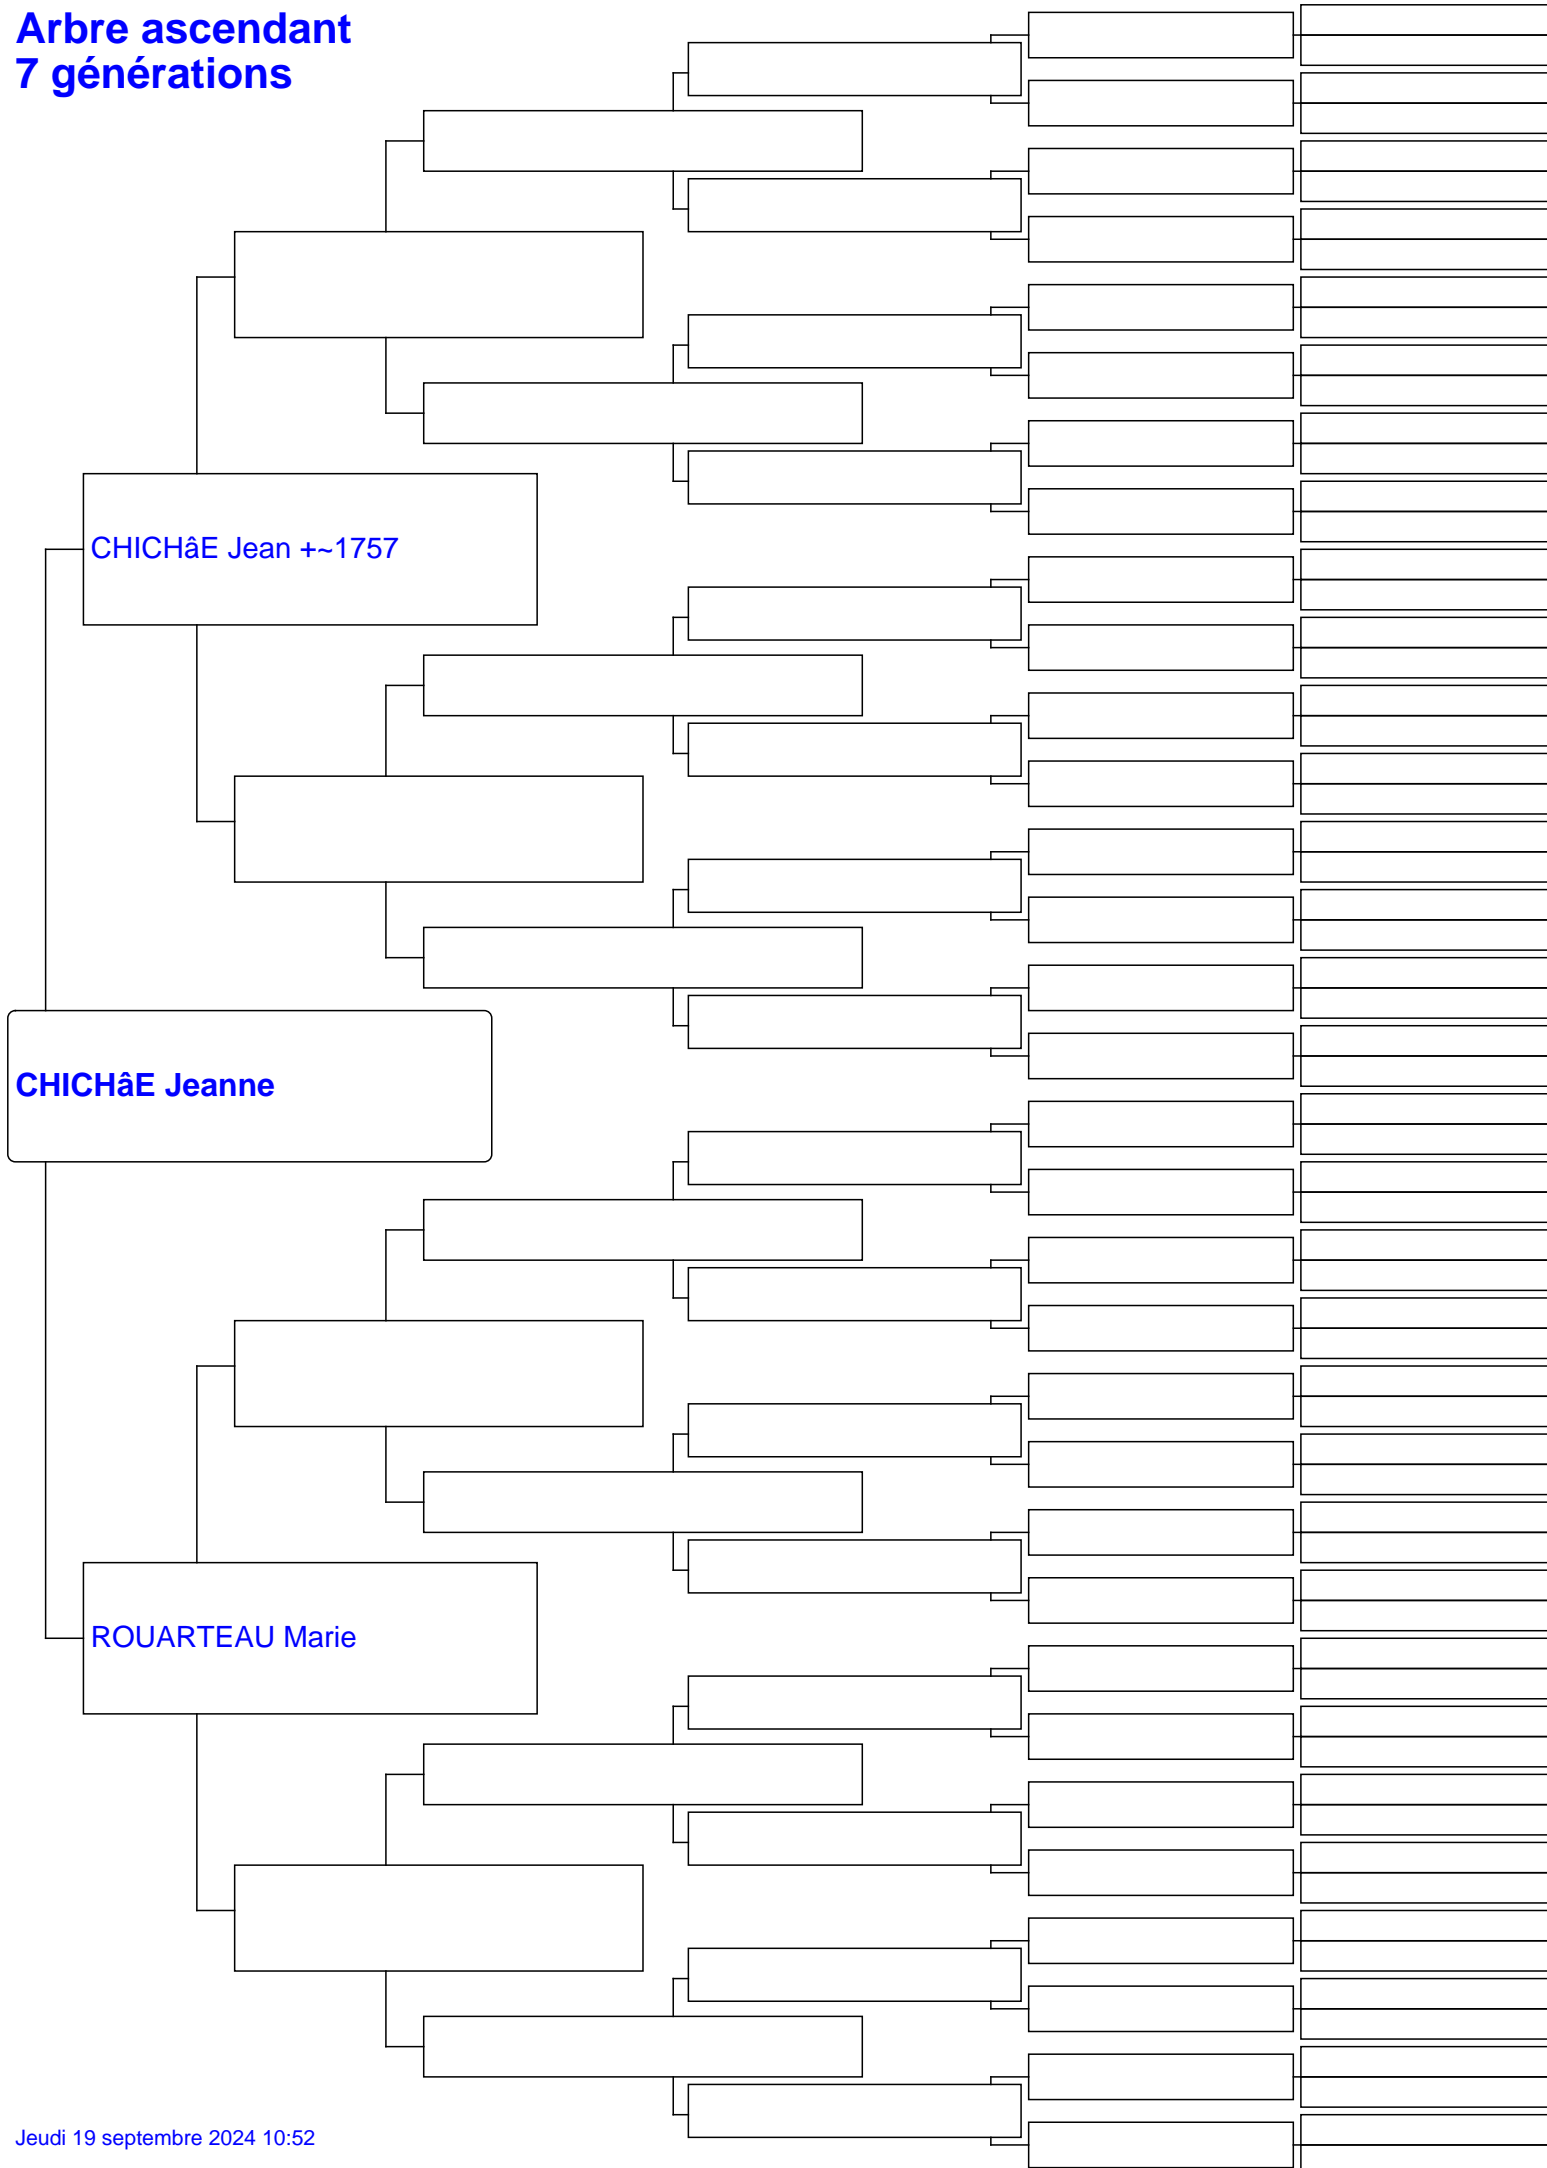 Arbre ascendant
7 générations
CHICHâE Jean +~1757
CHICHâE Jeanne
ROUARTEAU Marie
Jeudi 19 septembre 2024 10:52